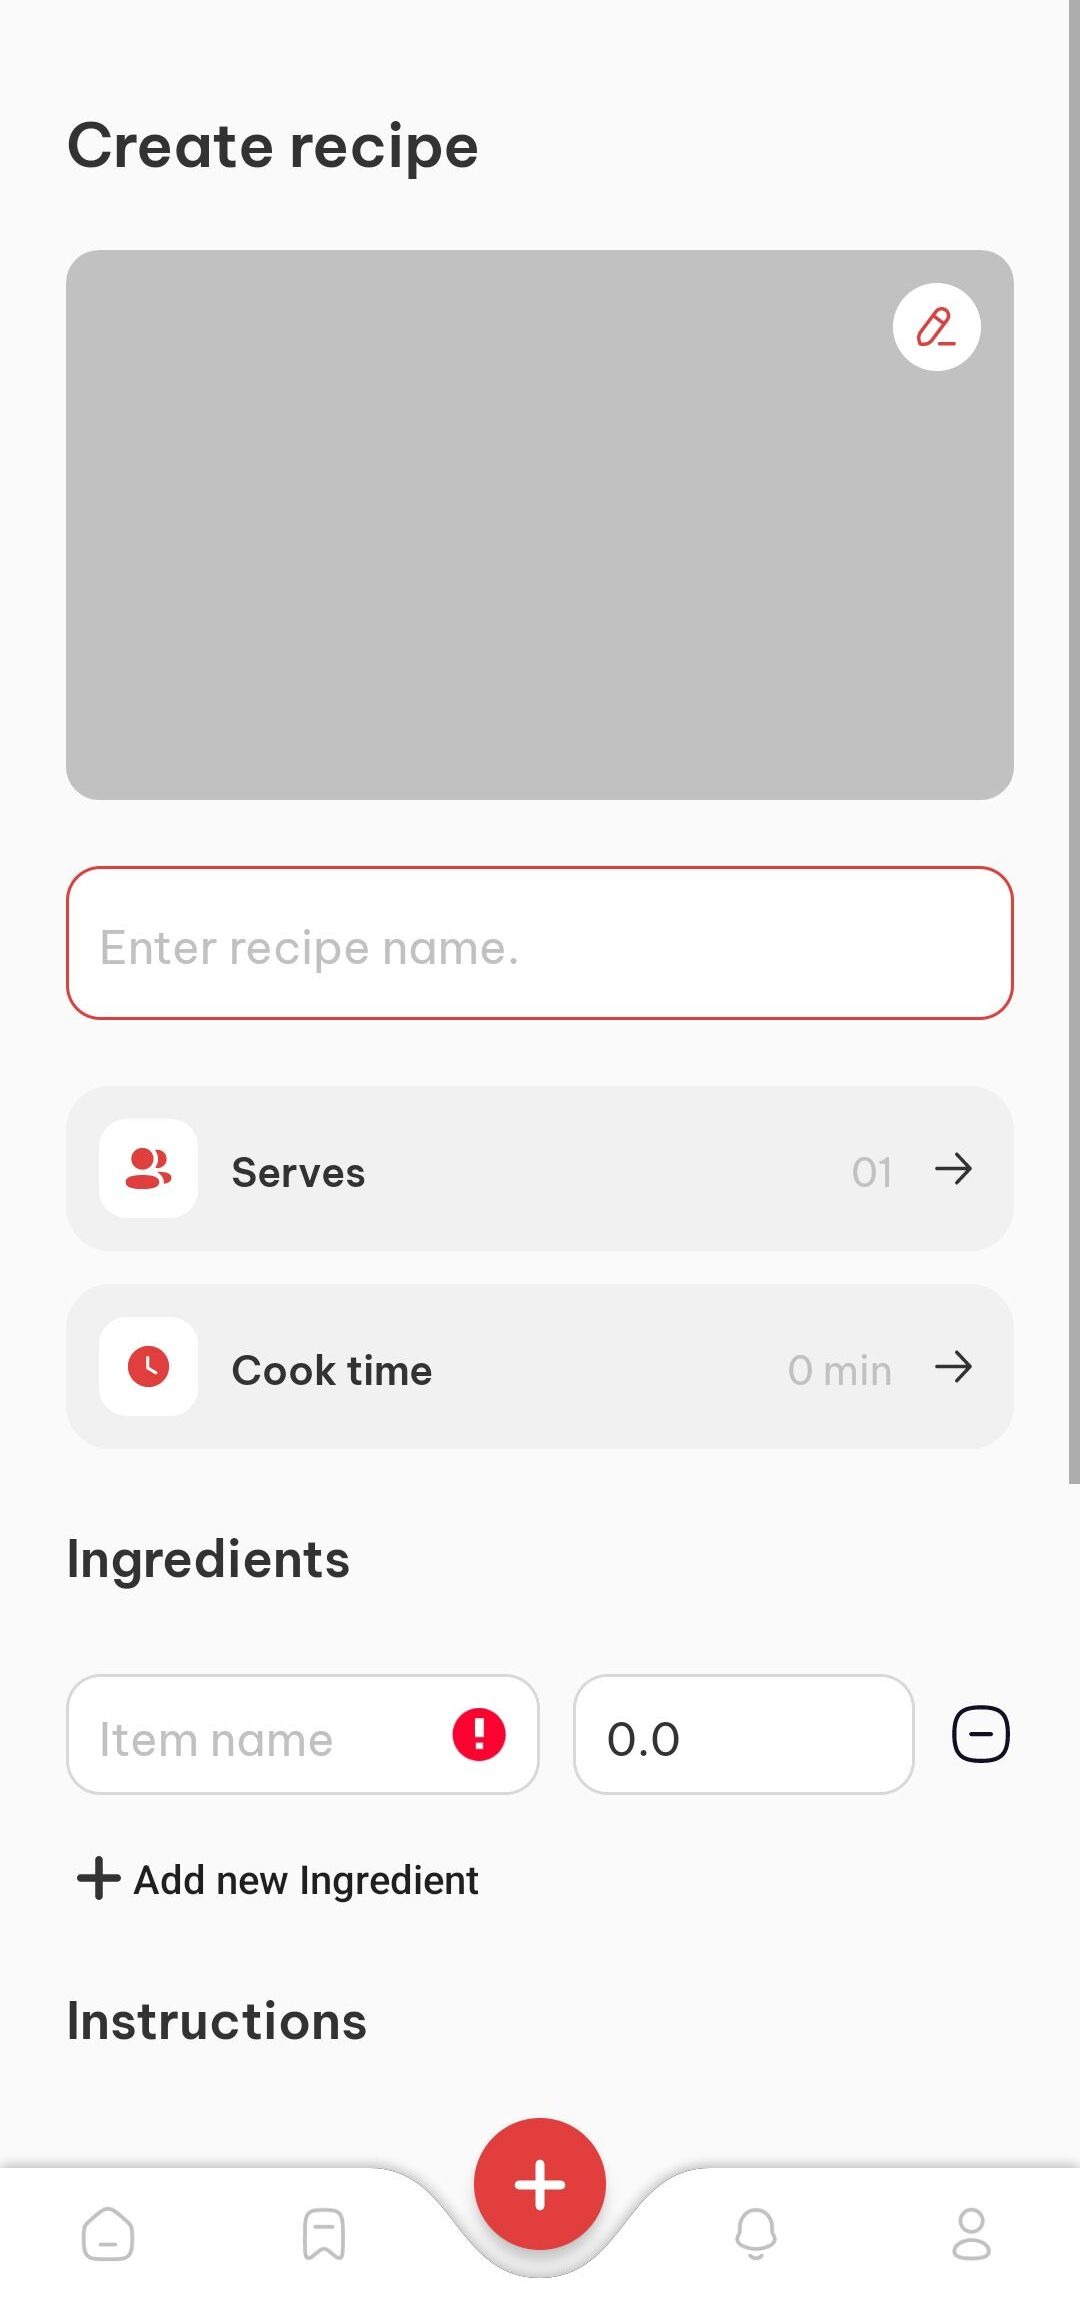 Create recipe
Enter recipe name.
Serves 01
Cook time 0 min
Ingredients
Item name 0.0
Add new Ingredient
Instructions